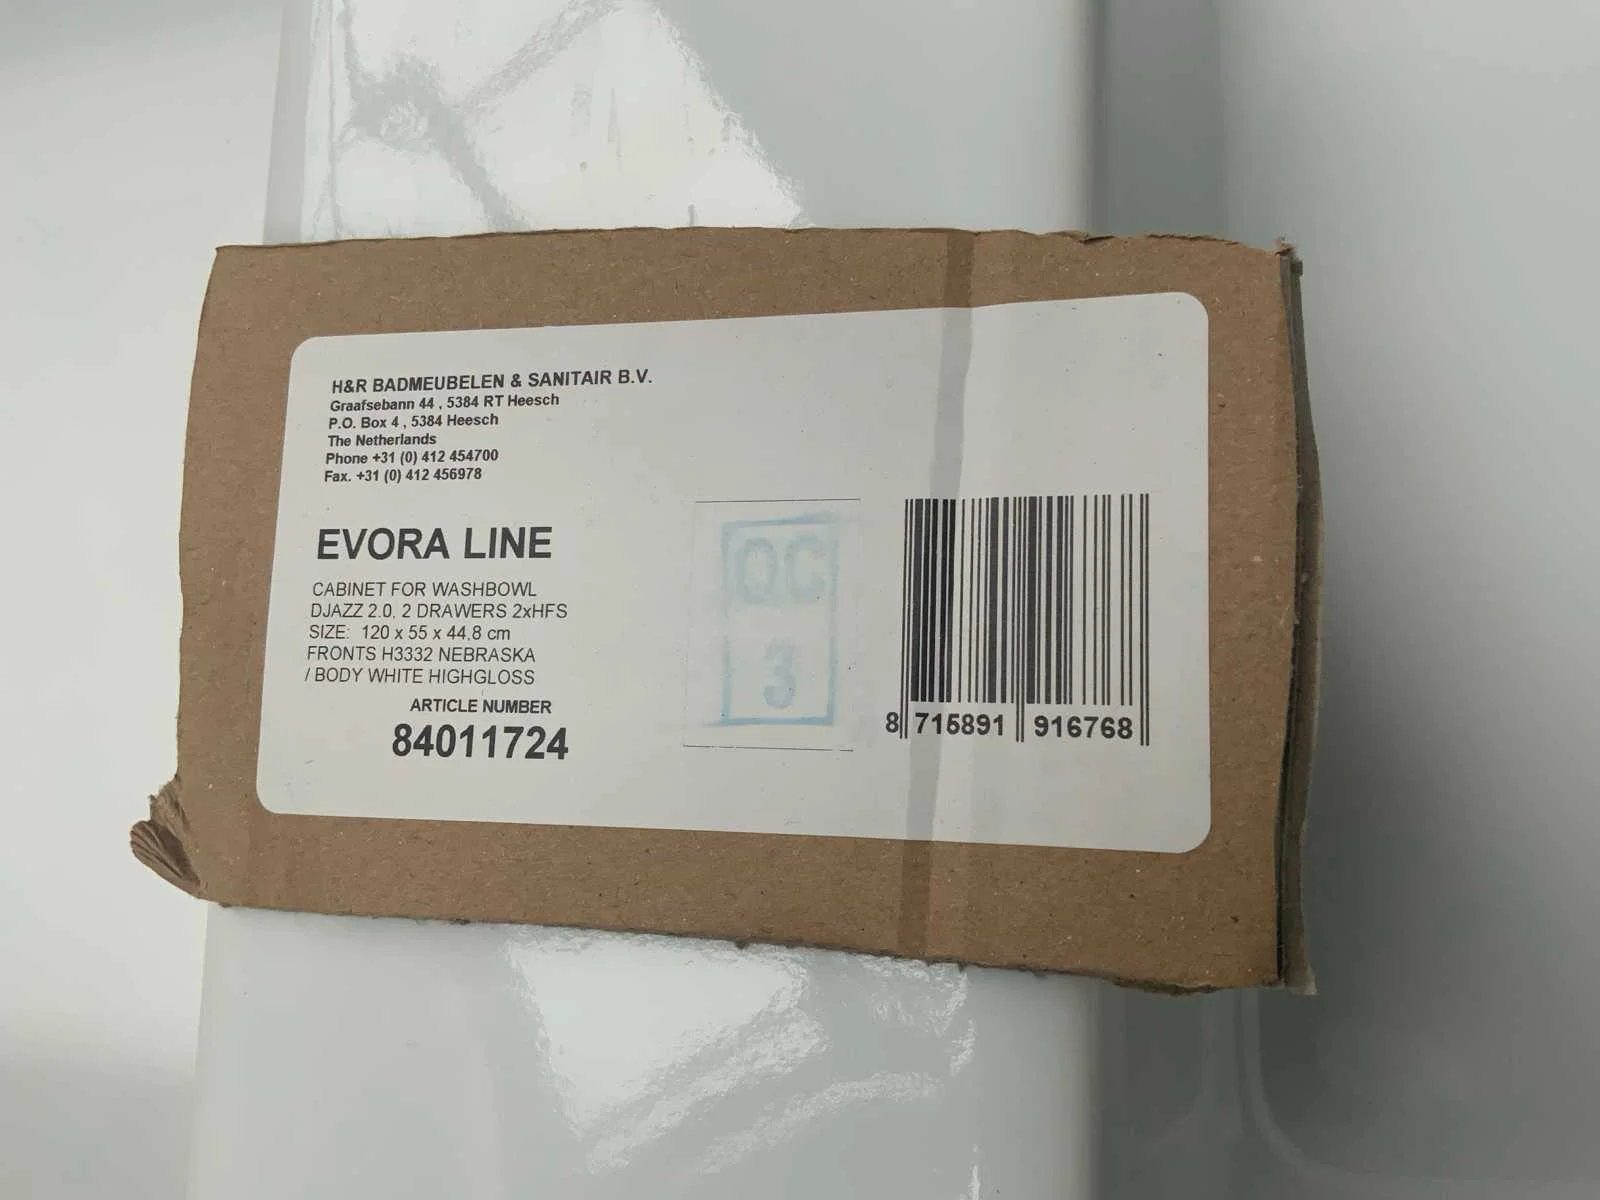 H&R BADMEUBELEN & SANITAIR B.V.
Graafsebann 44 , 5384 RT Heesch
P.O. Box 4 , 5384 Heesch
The Netherlands
Phone +31 (0) 412 454700
Fax. +31 (0) 412 456978
EVORA LINE
CABINET FOR WASHBOWL
DJAZZ 2.0, 2 DRAWERS 2xHFS
SIZE: 120 x 55 x 44,8 cm
FRONTS H3332 NEBRASKA
/ BODY WHITE HIGHGLOSS
ARTICLE NUMBER
84011724
QC
3
8 715891 916768